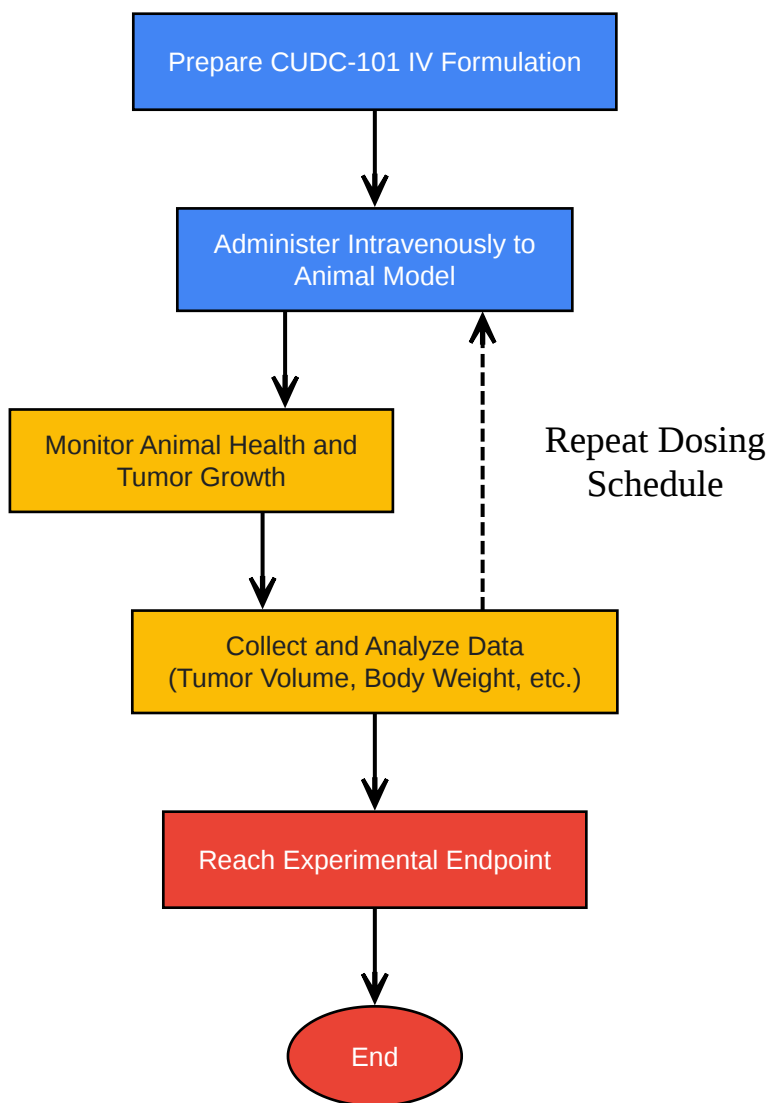 Prepare CUDC-101 IV Formulation
Administer Intravenously to
Animal Model
Monitor Animal Health and
Tumor Growth
Repeat Dosing
Schedule
Collect and Analyze Data
(Tumor Volume, Body Weight, etc.)
Reach Experimental Endpoint
End